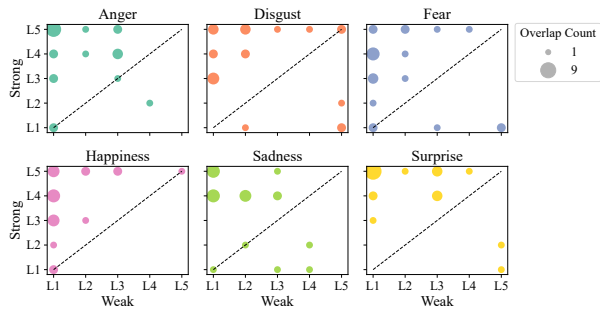 Anger Disgust Fear
Overlap Count
1
9
Strong
L5
L4
L3
L2
L1
Happiness Sadness Surprise
Strong
L5
L4
L3
L2
L1
L1 L2 L3 L4 L5 L1 L2 L3 L4 L5 L1 L2 L3 L4 L5
Weak Weak Weak